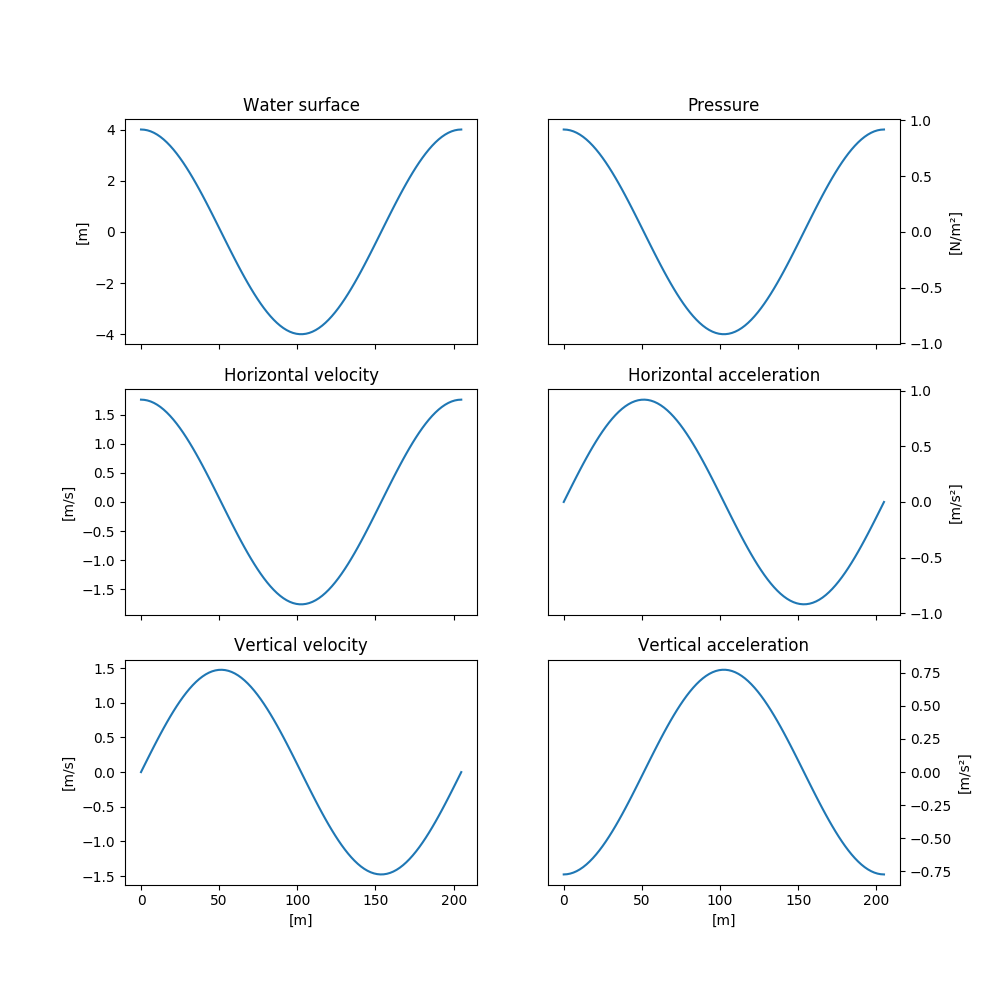 Water surface
4
2
0
−2
−4
[m]
Pressure
1.0
0.5
0.0
−0.5
−1.0
[N/m²]
Horizontal velocity
1.5
1.0
0.5
0.0
−0.5
−1.0
−1.5
[m/s]
Horizontal acceleration
1.0
0.5
0.0
−0.5
−1.0
[m/s²]
Vertical velocity
1.5
1.0
0.5
0.0
−0.5
−1.0
−1.5
[m/s]
0 50 100 150 200
[m]
Vertical acceleration
0.75
0.50
0.25
0.00
−0.25
−0.50
−0.75
[m/s²]
0 50 100 150 200
[m]